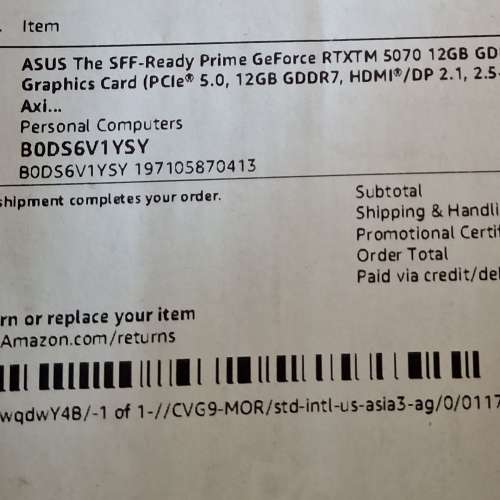 . Item
ASUS The SFF-Ready Prime GeForce RTXTM 5070 12GB GD
Graphics Card (PCIe® 5.0, 12GB GDDR7, HDMI®/DP 2.1, 2.5-
Axi...
Personal Computers
B0DS6V1YSY
B0DS6V1YSY 197105870413
shipment completes your order.
Subtotal
Shipping & Handli
Promotional Certi
Order Total
Paid via credit/de
rn or replace your item
Amazon.com/returns
wqdwY4B/-1 of 1-//CVG9-MOR/std-intl-us-asia3-ag/0/0117